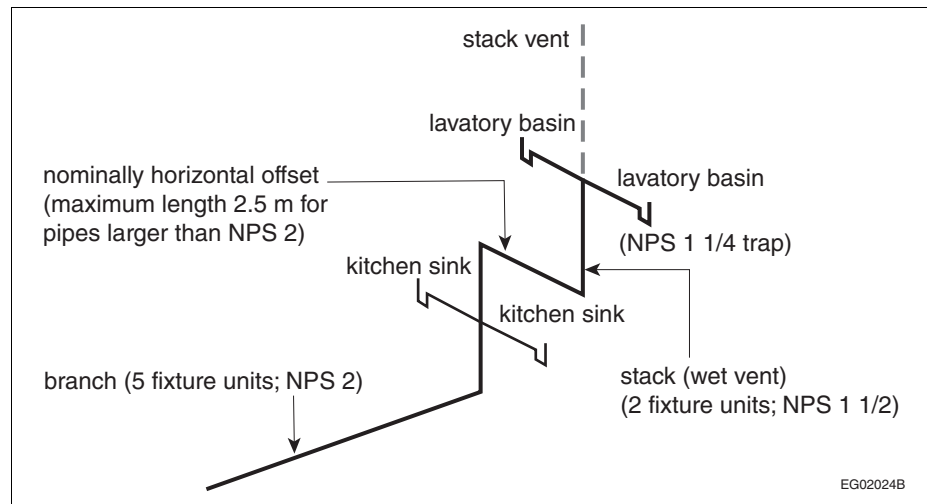 stack vent
lavatory basin
nominally horizontal offset
(maximum length 2.5 m for
pipes larger than NPS 2)
lavatory basin
(NPS 1 1/4 trap)
kitchen sink
kitchen sink
branch (5 fixture units; NPS 2)
stack (wet vent)
(2 fixture units; NPS 1 1/2)
EG02024B